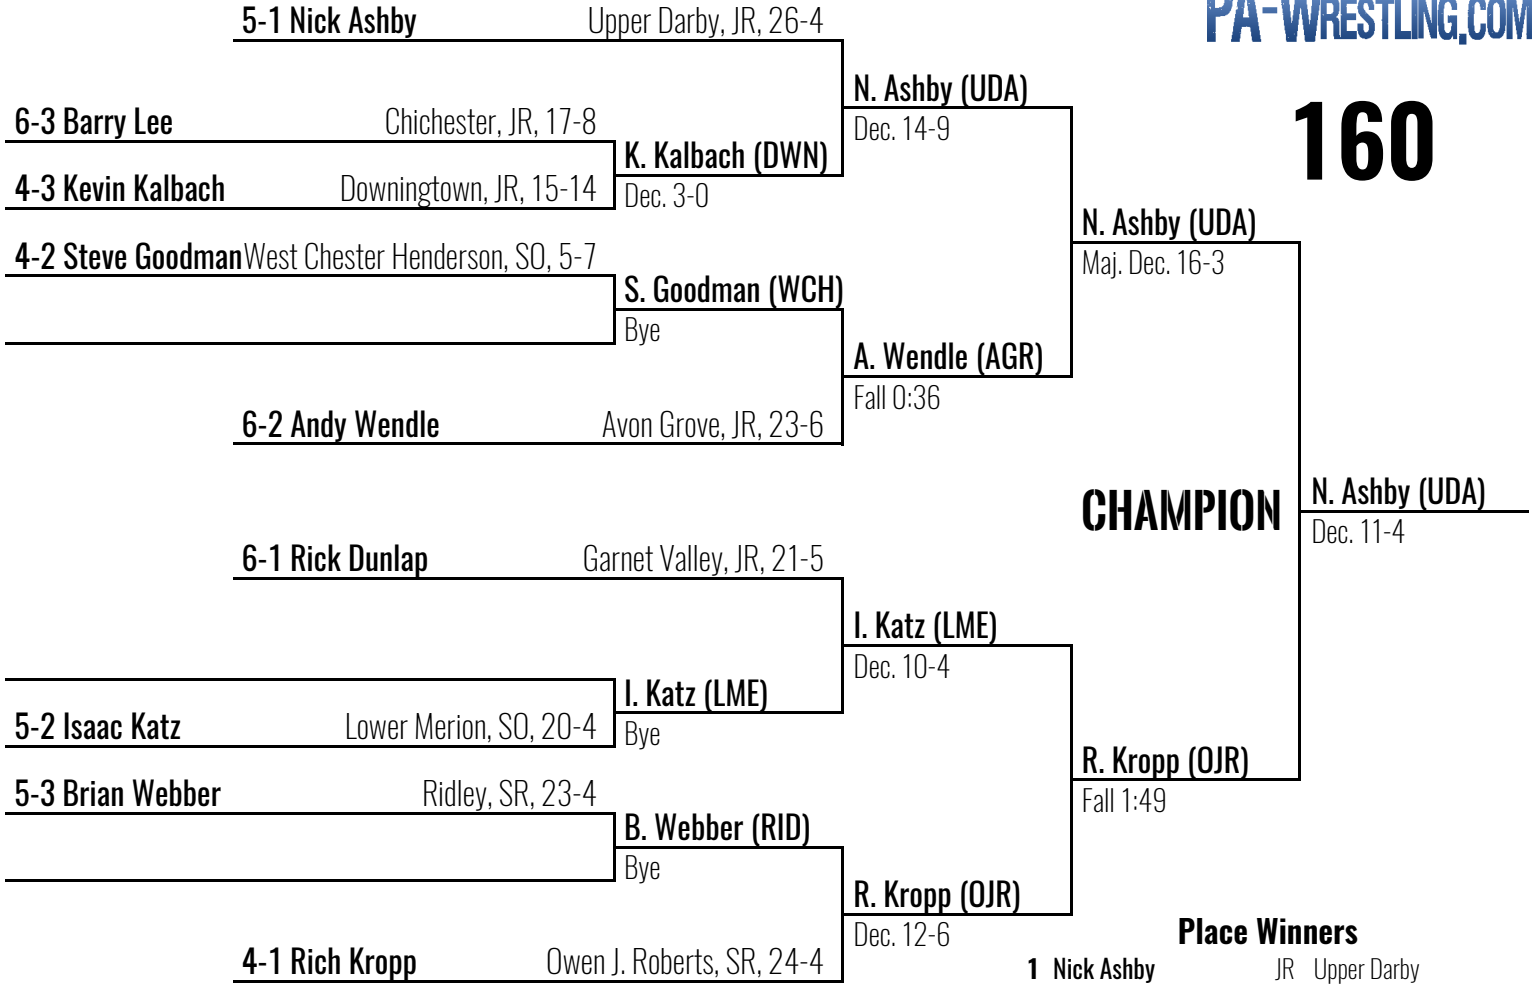 PA-WRESTLING.COM
160
5-1 Nick Ashby Upper Darby, JR, 26-4
N. Ashby (UDA)
Dec. 14-9
6-3 Barry Lee Chichester, JR, 17-8
K. Kalbach (DWN)
Dec. 3-0
4-3 Kevin Kalbach Downingtown, JR, 15-14
N. Ashby (UDA)
Maj. Dec. 16-3
4-2 Steve Goodman West Chester Henderson, SO, 5-7
S. Goodman (WCH)
Bye
A. Wendle (AGR)
Fall 0:36
6-2 Andy Wendle Avon Grove, JR, 23-6
CHAMPION
N. Ashby (UDA)
Dec. 11-4
6-1 Rick Dunlap Garnet Valley, JR, 21-5
I. Katz (LME)
Dec. 10-4
I. Katz (LME)
Bye
5-2 Isaac Katz Lower Merion, SO, 20-4
R. Kropp (OJR)
Fall 1:49
5-3 Brian Webber Ridley, SR, 23-4
B. Webber (RID)
Bye
R. Kropp (OJR)
Dec. 12-6
4-1 Rich Kropp Owen J. Roberts, SR, 24-4
Place Winners
1 Nick Ashby JR Upper Darby